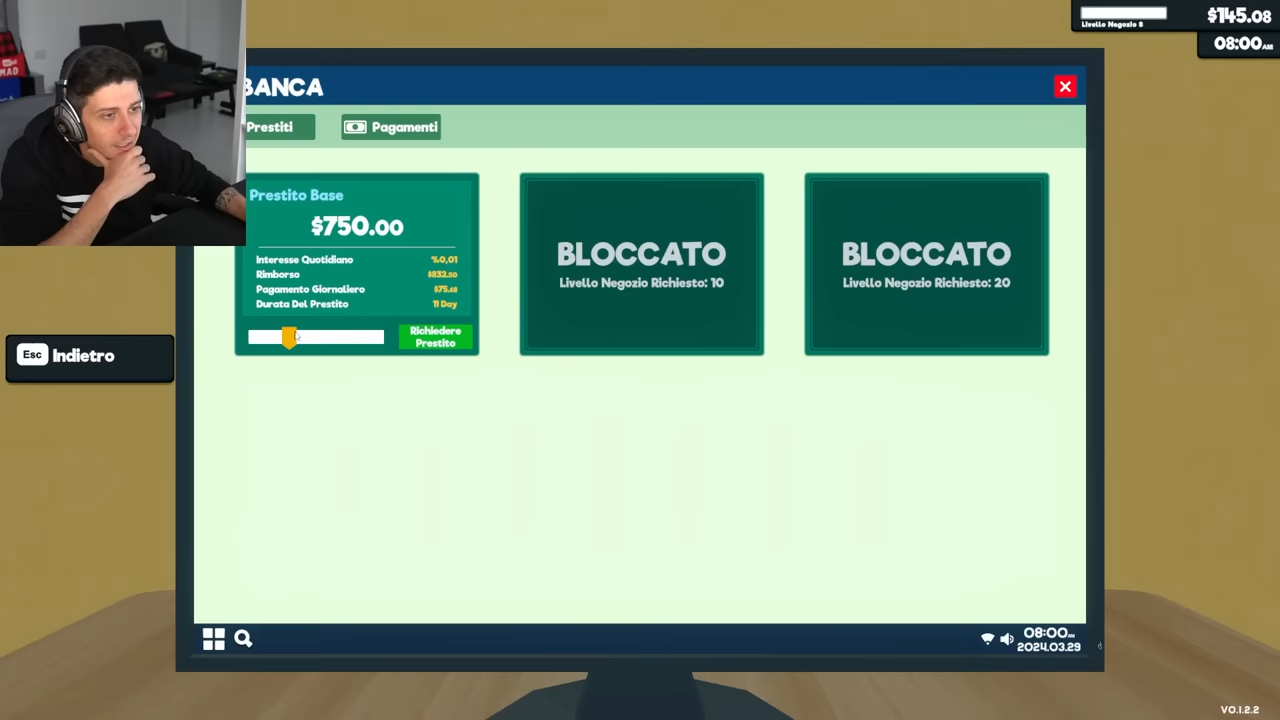 $145.08
Livello Negozio 8
08:00AM
BANCA
Prestiti
Pagamenti
Prestito Base
$750.00
Interesse Quotidiano %0,01
Rimborso $832.50
Pagamento Giornaliero $75.68
Durata Del Prestito 11 Day
Richiedere
Prestito
BLOCCATO
Livello Negozio Richiesto: 10
BLOCCATO
Livello Negozio Richiesto: 20
Esc Indietro
08:00AM
2024.03.29
V0.1.2.2